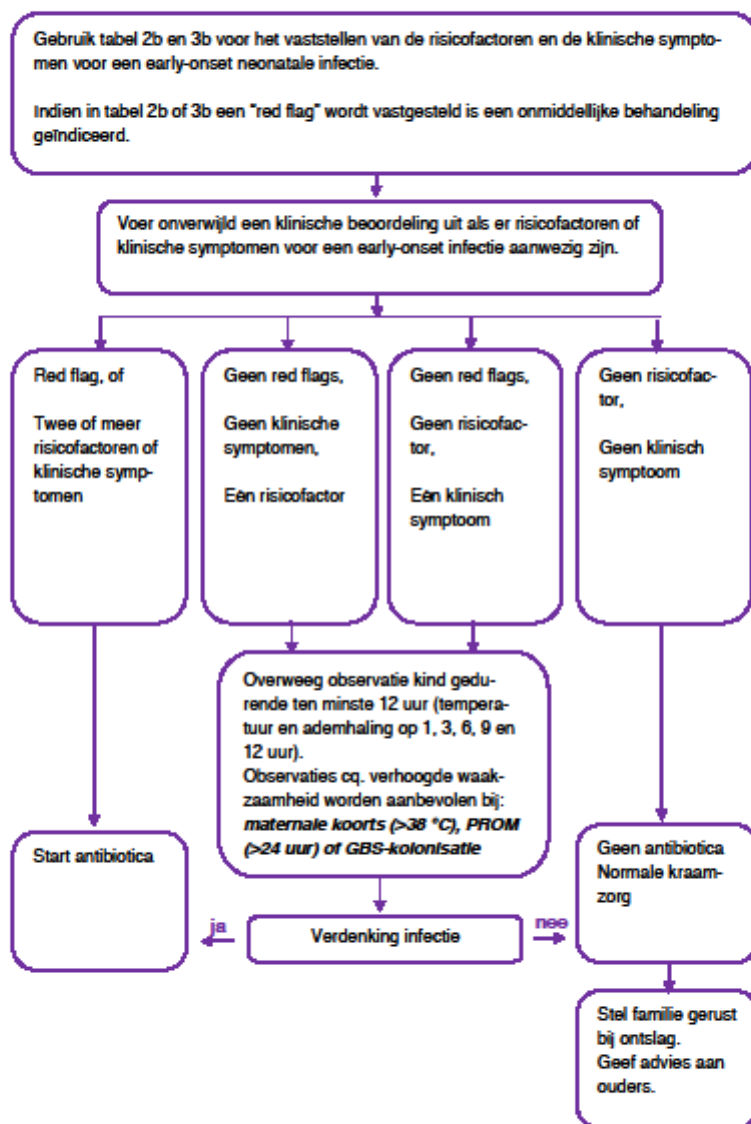 Gebruik tabel 2b en 3b voor het vaststellen van de risicofactoren en de klinische sympto-
men voor een early-onset neonatale infectie.
Indien in tabel 2b of 3b een "red flag" wordt vastgesteld is een onmiddellijke behandeling
geïndiceerd.
Voer onverwijld een klinische beoordeling uit als er risicofactoren of
klinische symptomen voor een early-onset infectie aanwezig zijn.
Red flag, of
Twee of meer
risicofactoren of
klinische symp-
tomen
Geen red flags,
Geen klinische
symptomen,
Eén risicofactor
Geen red flags,
Geen risicofac-
tor,
Eén klinisch
symptoom
Geen risicofac-
tor,
Geen klinisch
symptoom
Overweeg observatie kind gedu-
rende ten minste 12 uur (tempera-
tuur en ademhaling op 1, 3, 6, 9 en
12 uur).
Observaties cq. verhoogde waak-
zaamheid worden aanbevolen bij:
maternale koorts (>38 °C), PROM
(>24 uur) of GBS-kolonisatie
Start antibiotica
ja
Verdenking infectie
nee
Geen antibiotica
Normale kraam-
zorg
Stel familie gerust
bij ontslag.
Geef advies aan
ouders.